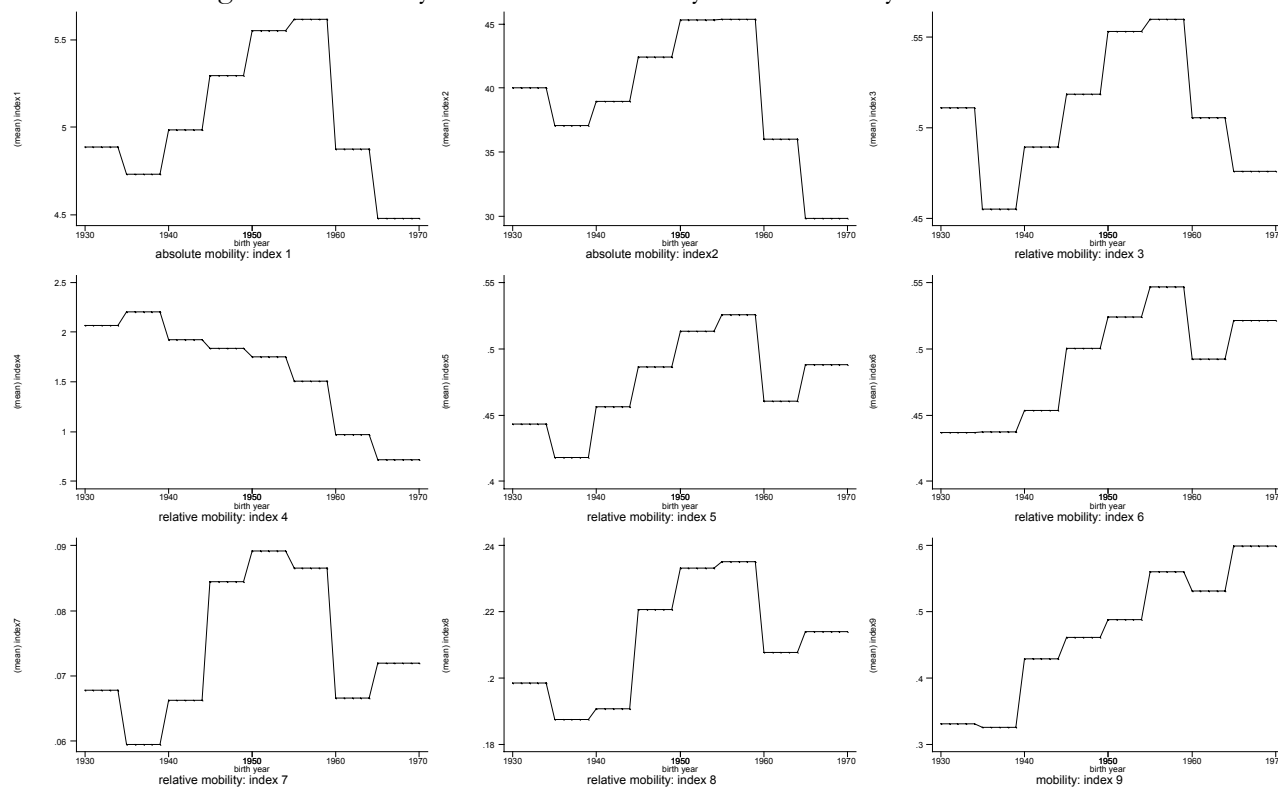 5.5
5
4.5
(mean) index1
1930 1940 1950 1960 1970
birth year
absolute mobility: index 1
45
40
35
30
(mean) index2
1930 1940 1950 1960 1970
birth year
absolute mobility: index2
.55
.5
.45
(mean) index3
1930 1940 1950 1960 197
birth year
relative mobility: index 3
2.5
2
1.5
1
.5
(mean) index4
1930 1940 1950 1960 1970
birth year
relative mobility: index 4
.55
.5
.45
.4
(mean) index5
1930 1940 1950 1960 1970
birth year
relative mobility: index 5
.55
.5
.45
.4
(mean) index6
1930 1940 1950 1960 197
birth year
relative mobility: index 6
.09
.08
.07
.06
(mean) index7
1930 1940 1950 1960 1970
birth year
relative mobility: index 7
.24
.22
.2
.18
(mean) index8
1930 1940 1950 1960 1970
birth year
relative mobility: index 8
.6
.5
.4
.3
(mean) index9
1930 1940 1950 1960 197
birth year
mobility: index 9